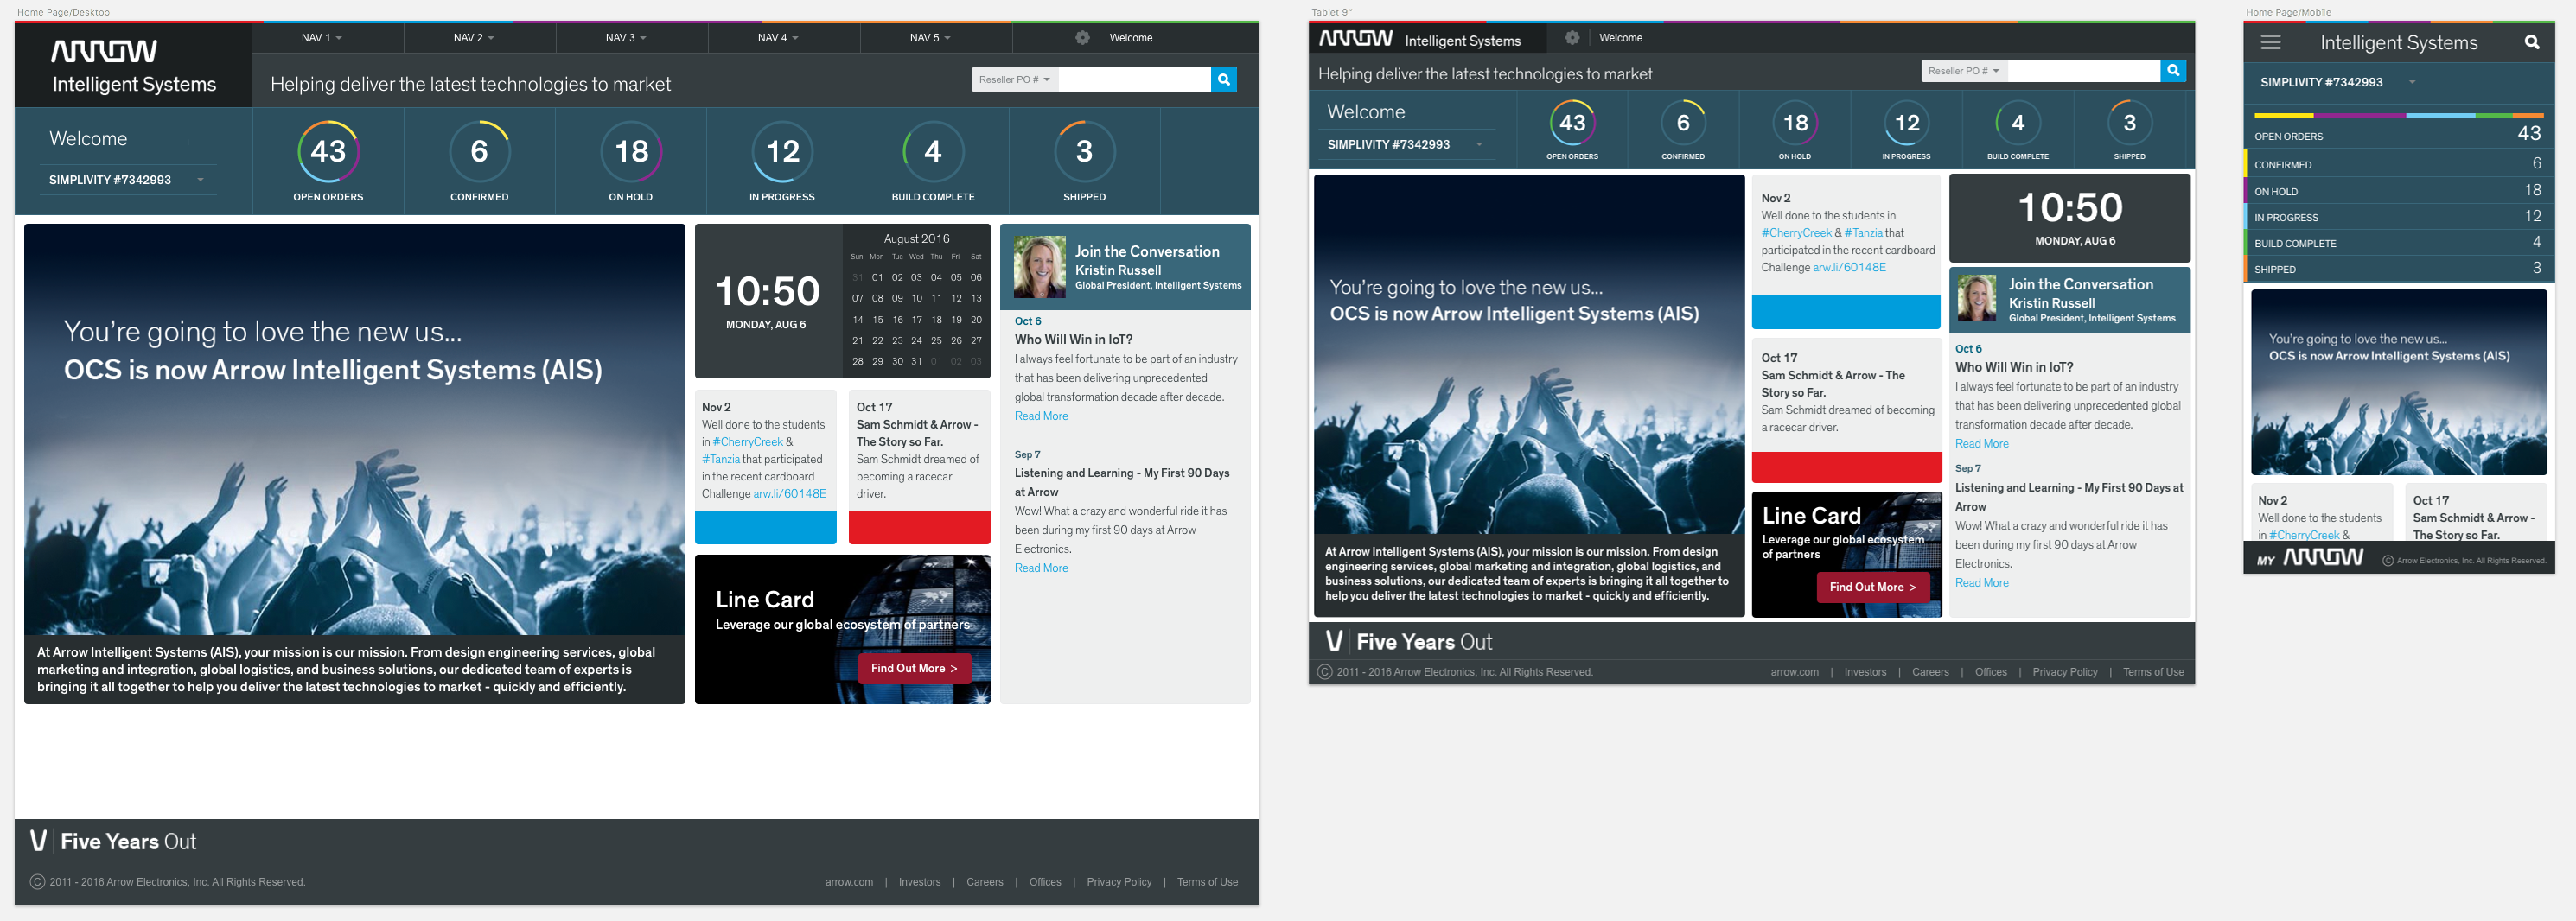 Home Page/Desktop
ARROW
Intelligent Systems
NAV 1
NAV 2
NAV 3
NAV 4
NAV 5
Welcome
Helping deliver the latest technologies to market
Reseller PO #
Welcome
SIMPLIVITY #7342993
43
OPEN ORDERS
6
CONFIRMED
18
ON HOLD
12
IN PROGRESS
4
BUILD COMPLETE
3
SHIPPED
You're going to love the new us...
OCS is now Arrow Intelligent Systems (AIS)
At Arrow Intelligent Systems (AIS), your mission is our mission. From design engineering services, global
marketing and integration, global logistics, and business solutions, our dedicated team of experts is
bringing it all together to help you deliver the latest technologies to market - quickly and efficiently.
10:50
MONDAY, AUG 6
August 2016
Sun Mon Tue Wed Thu Fri Sat
31 01 02 03 04 05 06
07 08 09 10 11 12 13
14 15 16 17 18 19 20
21 22 23 24 25 26 27
28 29 30 31 01 02 03
Nov 2
Well done to the students
in #CherryCreek &
#Tanzia that participated
in the recent cardboard
Challenge arw.li/60148E
Oct 17
Sam Schmidt & Arrow -
The Story so Far.
Sam Schmidt dreamed of
becoming a racecar
driver.
Line Card
Leverage our global ecosystem of partners
Find Out More >
Join the Conversation
Kristin Russell
Global President, Intelligent Systems
Oct 6
Who Will Win in IoT?
I always feel fortunate to be part of an industry
that has been delivering unprecedented
global transformation decade after decade.
Read More
Sep 7
Listening and Learning - My First 90 Days
at Arrow
Wow! What a crazy and wonderful ride it has
been during my first 90 days at Arrow
Electronics.
Read More
V | Five Years Out
© 2011 - 2016 Arrow Electronics, Inc. All Rights Reserved.
arrow.com | Investors | Careers | Offices | Privacy Policy | Terms of Use
Tablet 9"
ARROW Intelligent Systems
Welcome
Helping deliver the latest technologies to market
Reseller PO #
Welcome
SIMPLIVITY #7342993
43
OPEN ORDERS
6
CONFIRMED
18
ON HOLD
12
IN PROGRESS
4
BUILD COMPLETE
3
SHIPPED
You're going to love the new us...
OCS is now Arrow Intelligent Systems (AIS)
At Arrow Intelligent Systems (AIS), your mission is our mission. From design
engineering services, global marketing and integration, global logistics, and
business solutions, our dedicated team of experts is bringing it all together to
help you deliver the latest technologies to market - quickly and efficiently.
Nov 2
Well done to the students in
#CherryCreek & #Tanzia that
participated in the recent cardboard
Challenge arw.li/60148E
Oct 17
Sam Schmidt & Arrow - The
Story so Far.
Sam Schmidt dreamed of becoming
a racecar driver.
Line Card
Leverage our global ecosystem
of partners
Find Out More >
10:50
MONDAY, AUG 6
Join the Conversation
Kristin Russell
Global President, Intelligent Systems
Oct 6
Who Will Win in IoT?
I always feel fortunate to be part of an industry
that has been delivering unprecedented global
transformation decade after decade.
Read More
Sep 7
Listening and Learning - My First 90 Days at
Arrow
Wow! What a crazy and wonderful ride it has
been during my first 90 days at Arrow
Electronics.
Read More
V | Five Years Out
© 2011 - 2016 Arrow Electronics, Inc. All Rights Reserved.
arrow.com | Investors | Careers | Offices | Privacy Policy | Terms of Use
Home Page/Mobile
Intelligent Systems
SIMPLIVITY #7342993
OPEN ORDERS 43
CONFIRMED 6
ON HOLD 18
IN PROGRESS 12
BUILD COMPLETE 4
SHIPPED 3
You're going to love the new us...
OCS is now Arrow Intelligent Systems (AIS)
Nov 2
Well done to the students
in #CherryCreek &
Oct 17
Sam Schmidt & Arrow -
The Story so Far.
MY ARROW
© Arrow Electronics, Inc. All Rights Reserved.